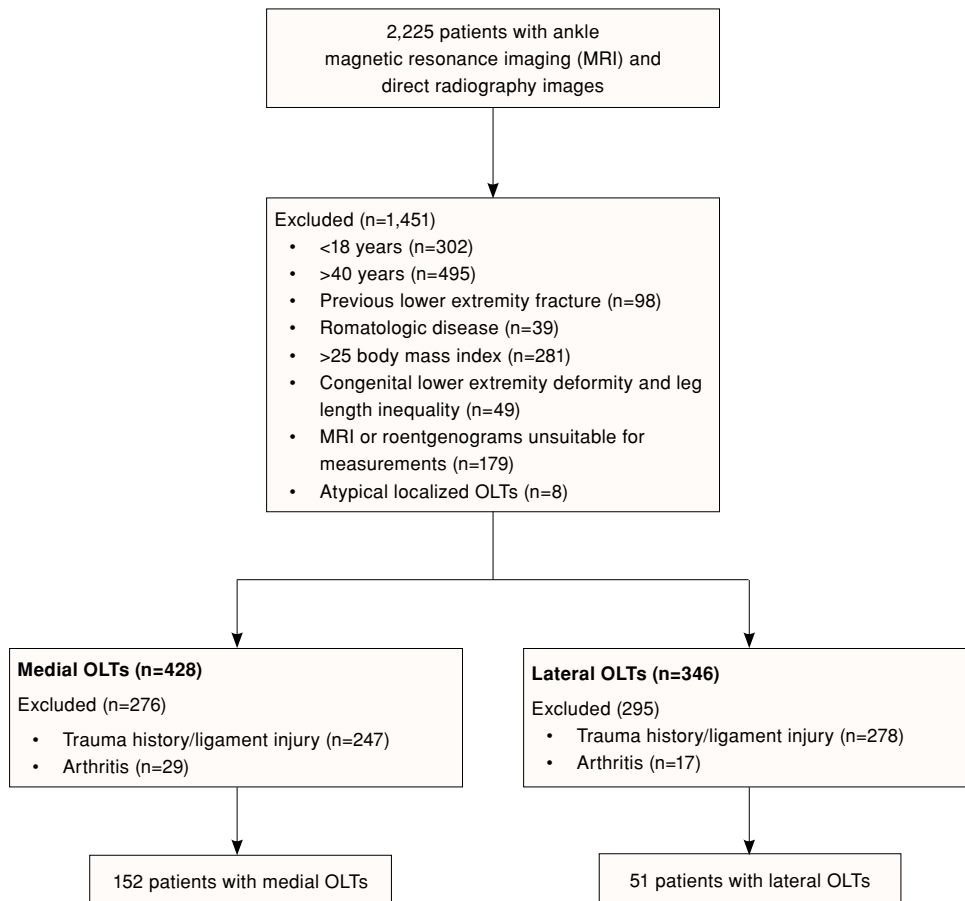 2,225 patients with ankle
magnetic resonance imaging (MRI) and
direct radiography images
Excluded (n=1,451)
• <18 years (n=302)
• >40 years (n=495)
• Previous lower extremity fracture (n=98)
• Romatologic disease (n=39)
• >25 body mass index (n=281)
• Congenital lower extremity deformity and leg
length inequality (n=49)
• MRI or roentgenograms unsuitable for
measurements (n=179)
• Atypical localized OLTs (n=8)
Medial OLTs (n=428)
Excluded (n=276)
• Trauma history/ligament injury (n=247)
• Arthritis (n=29)
Lateral OLTs (n=346)
Excluded (295)
• Trauma history/ligament injury (n=278)
• Arthritis (n=17)
152 patients with medial OLTs
51 patients with lateral OLTs